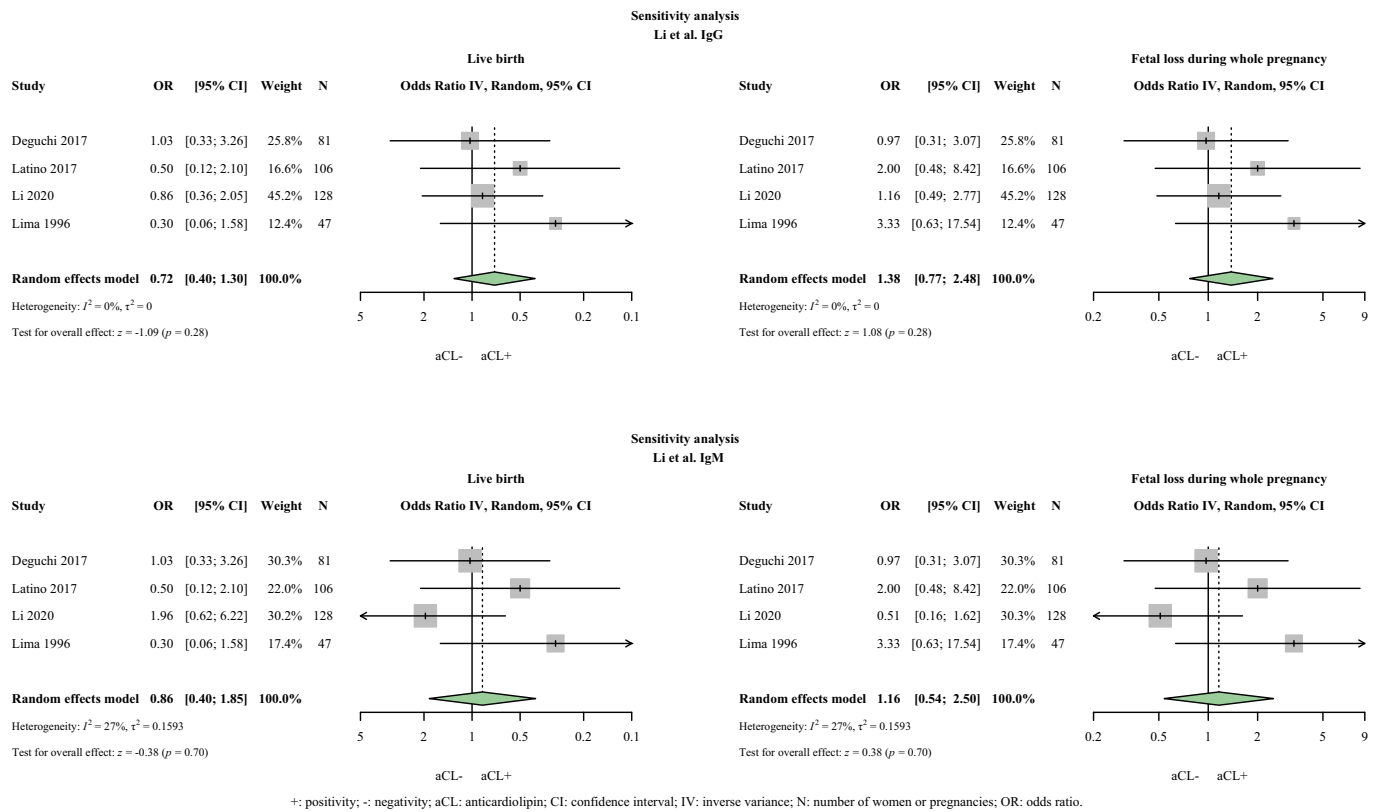 Sensitivity analysis
Li et al. IgG
Live birth
Study OR [95% CI] Weight N Odds Ratio IV, Random, 95% CI
Deguchi 2017 1.03 [0.33; 3.26] 25.8% 81
Latino 2017 0.50 [0.12; 2.10] 16.6% 106
Li 2020 0.86 [0.36; 2.05] 45.2% 128
Lima 1996 0.30 [0.06; 1.58] 12.4% 47
Random effects model 0.72 [0.40; 1.30] 100.0%
Heterogeneity: I² = 0%, τ² = 0
5 2 1 0.5 0.2 0.1
Test for overall effect: z = -1.09 (p = 0.28)
aCL- aCL+
Fetal loss during whole pregnancy
Study OR [95% CI] Weight N Odds Ratio IV, Random, 95% CI
Deguchi 2017 0.97 [0.31; 3.07] 25.8% 81
Latino 2017 2.00 [0.48; 8.42] 16.6% 106
Li 2020 1.16 [0.49; 2.77] 45.2% 128
Lima 1996 3.33 [0.63; 17.54] 12.4% 47
Random effects model 1.38 [0.77; 2.48] 100.0%
Heterogeneity: I² = 0%, τ² = 0
0.2 0.5 1 2 5 9
Test for overall effect: z = 1.08 (p = 0.28)
aCL- aCL+
Sensitivity analysis
Li et al. IgM
Live birth
Study OR [95% CI] Weight N Odds Ratio IV, Random, 95% CI
Deguchi 2017 1.03 [0.33; 3.26] 30.3% 81
Latino 2017 0.50 [0.12; 2.10] 22.0% 106
Li 2020 1.96 [0.62; 6.22] 30.2% 128
Lima 1996 0.30 [0.06; 1.58] 17.4% 47
Random effects model 0.86 [0.40; 1.85] 100.0%
Heterogeneity: I² = 27%, τ² = 0.1593
5 2 1 0.5 0.2 0.1
Test for overall effect: z = -0.38 (p = 0.70)
aCL- aCL+
Fetal loss during whole pregnancy
Study OR [95% CI] Weight N Odds Ratio IV, Random, 95% CI
Deguchi 2017 0.97 [0.31; 3.07] 30.3% 81
Latino 2017 2.00 [0.48; 8.42] 22.0% 106
Li 2020 0.51 [0.16; 1.62] 30.3% 128
Lima 1996 3.33 [0.63; 17.54] 17.4% 47
Random effects model 1.16 [0.54; 2.50] 100.0%
Heterogeneity: I² = 27%, τ² = 0.1593
0.2 0.5 1 2 5 9
Test for overall effect: z = 0.38 (p = 0.70)
aCL- aCL+
+: positivity; -: negativity; aCL: anticardiolipin; CI: confidence interval; IV: inverse variance; N: number of women or pregnancies; OR: odds ratio.